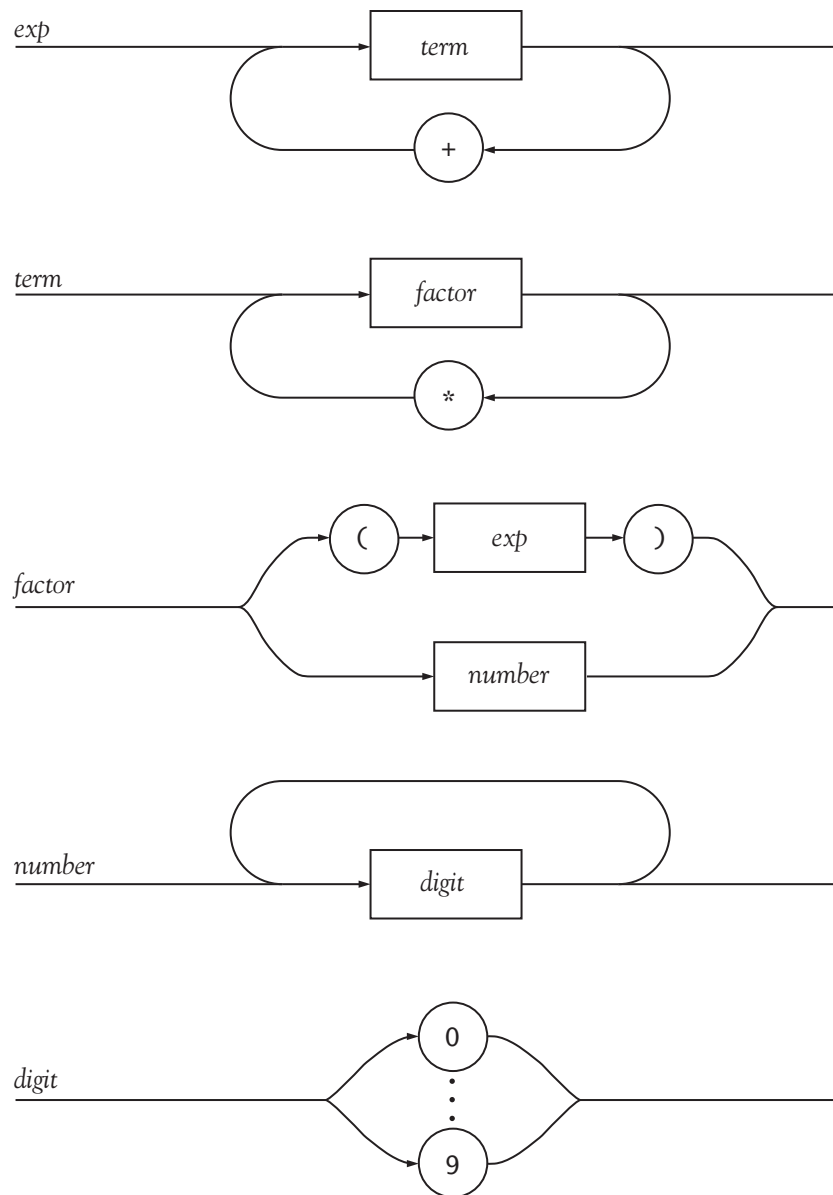 exp
term
+
term
factor
*
( exp )
factor
number
number
digit
0
digit
9